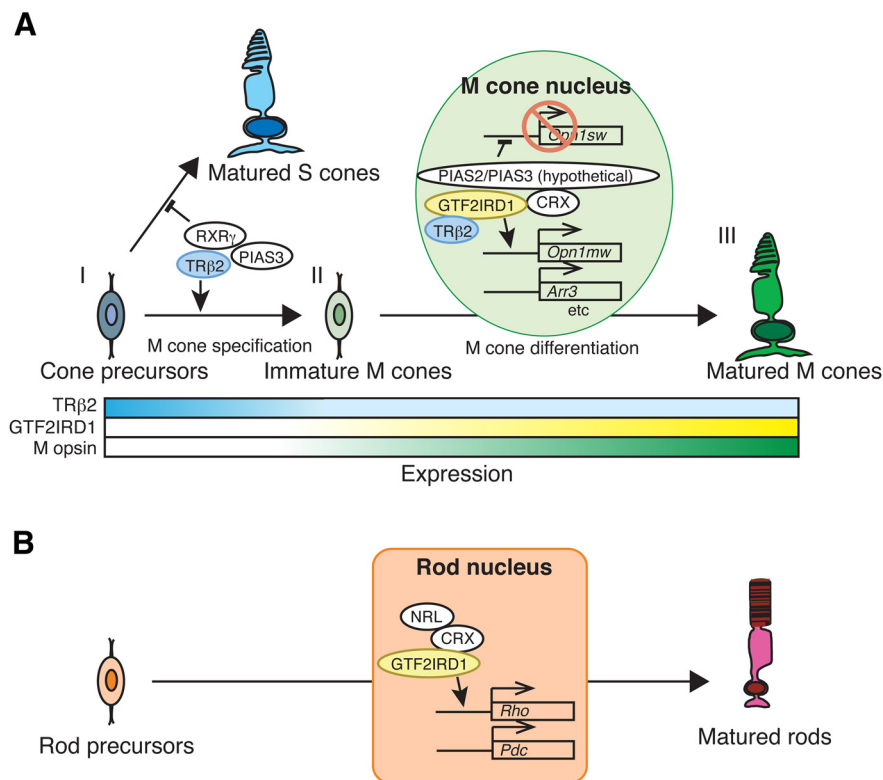 A
M cone nucleus
Opn1sw
Matured S cones
PIAS2/PIAS3 (hypothetical)
GTF2IRD1
CRX
TRβ2
RXRγ
TRβ2
PIAS3
Opn1mw
Arr3
etc
I
II
III
M cone specification
M cone differentiation
Cone precursors
Immature M cones
Matured M cones
TRβ2
GTF2IRD1
M opsin
Expression
B
Rod nucleus
NRL
CRX
GTF2IRD1
Rho
Pdc
Rod precursors
Matured rods